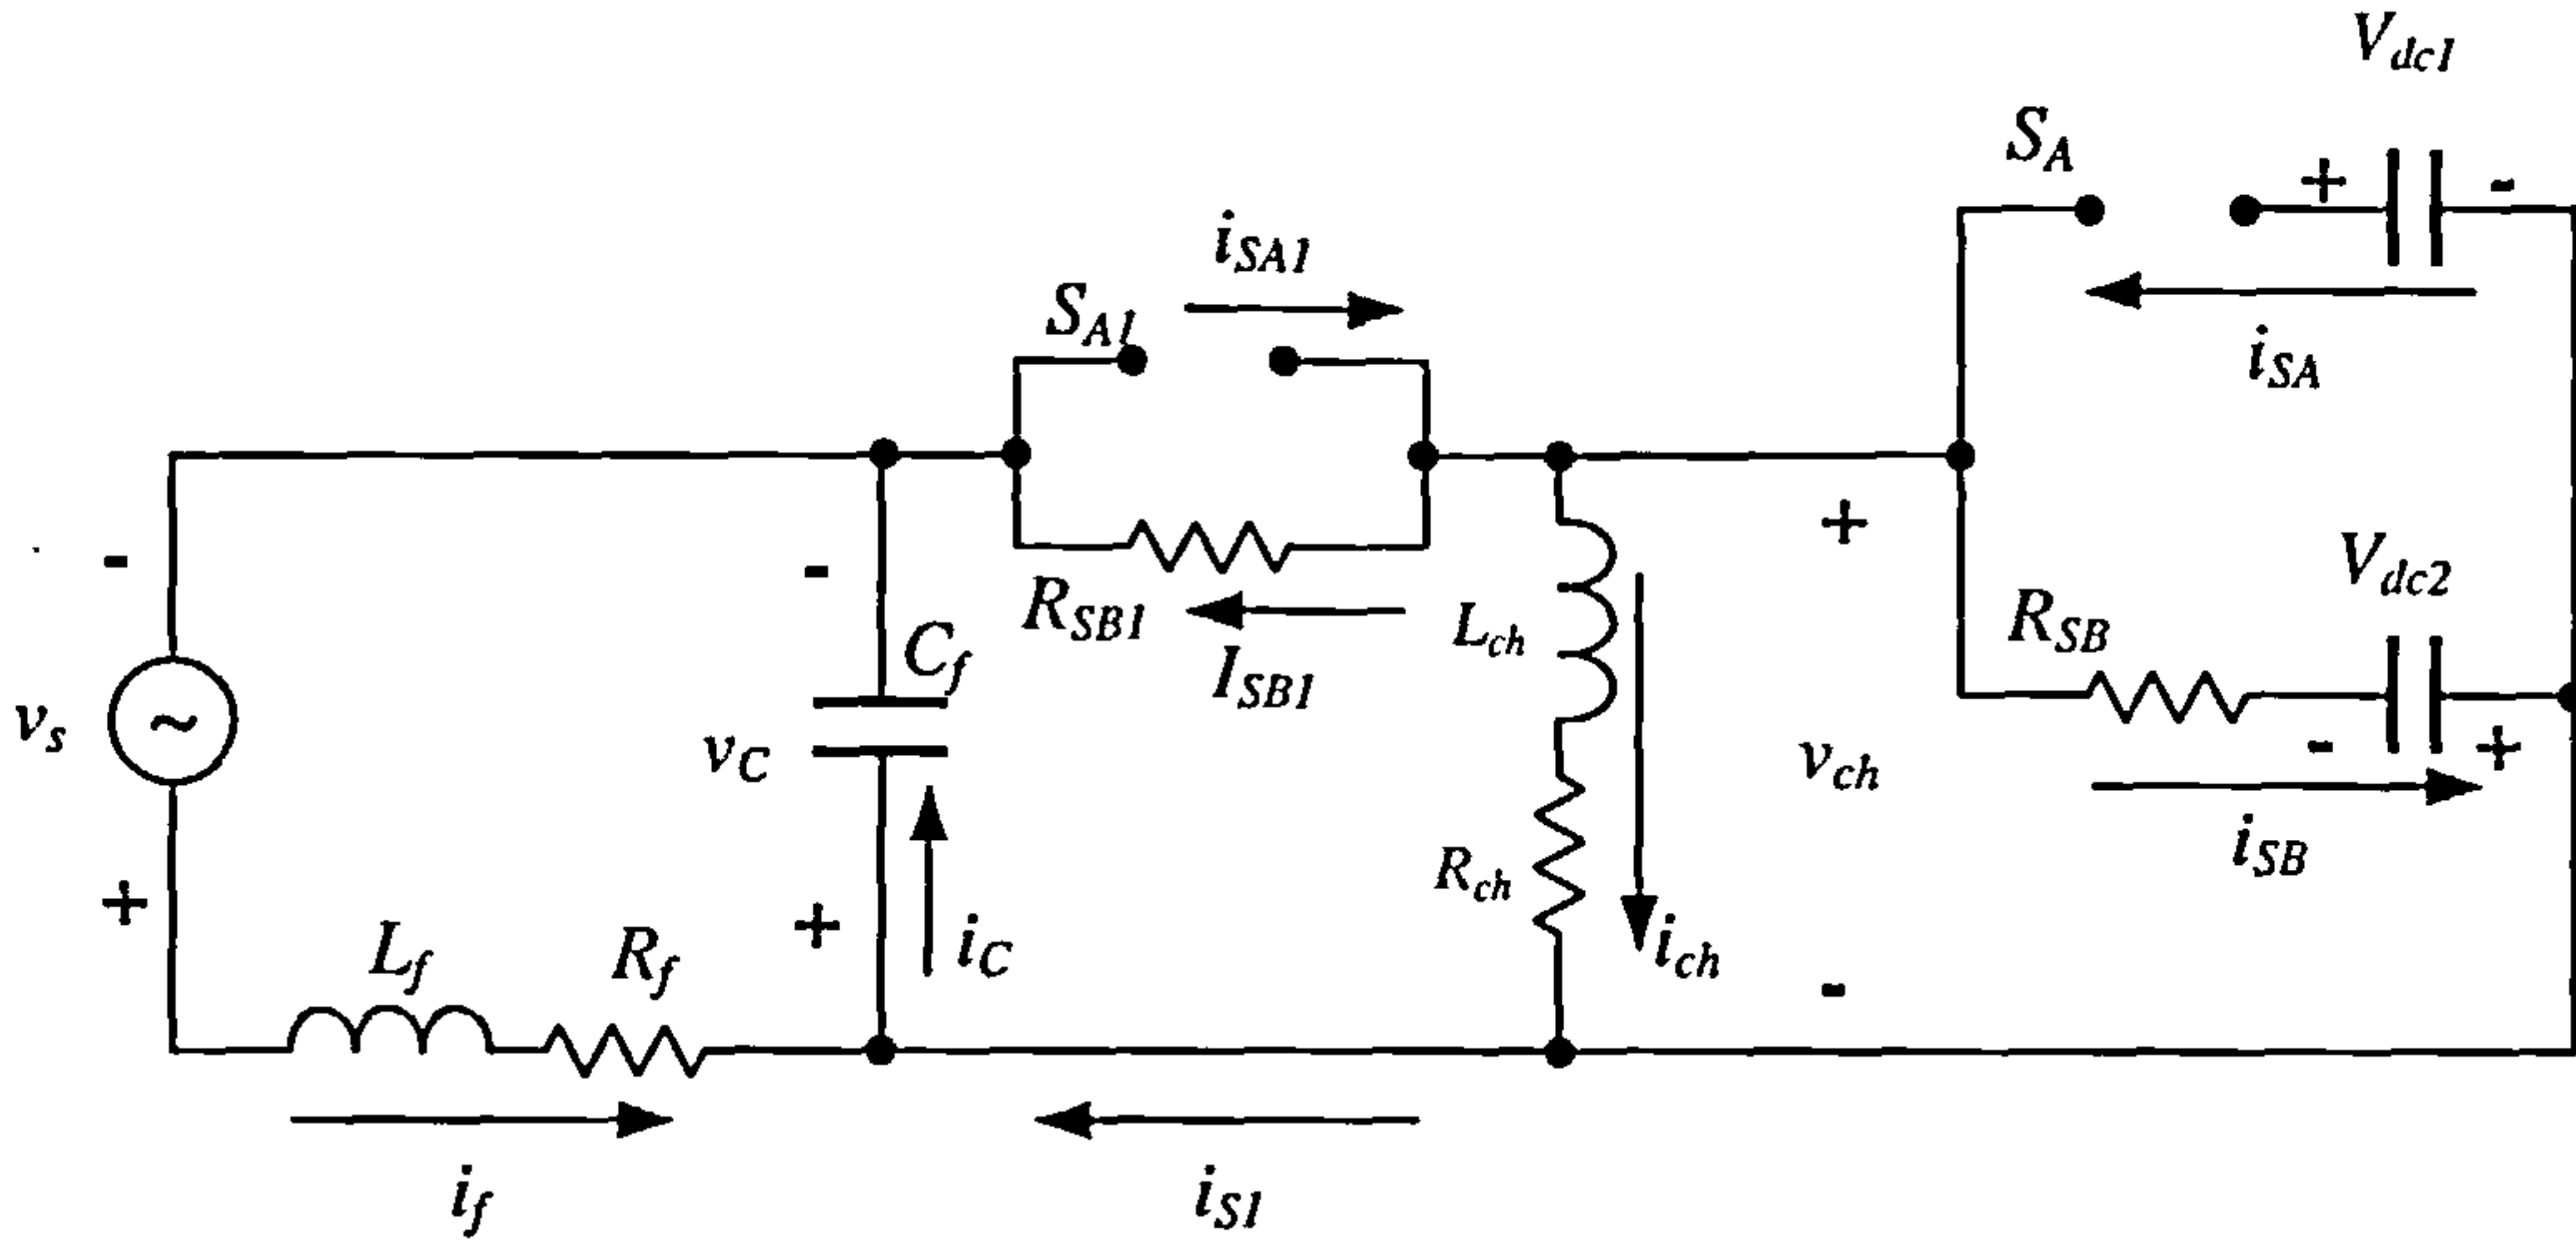 V_dc1
S_A
+ -
i_SA1
S_A1
i_SA
- - +
V_dc2
R_SB1
L_ch
R_SB
C_f
I_SB1
v_s
v_C
v_ch
- +
i_SB
R_ch
+ L_f R_f + i_C i_ch
-
i_f
i_S1